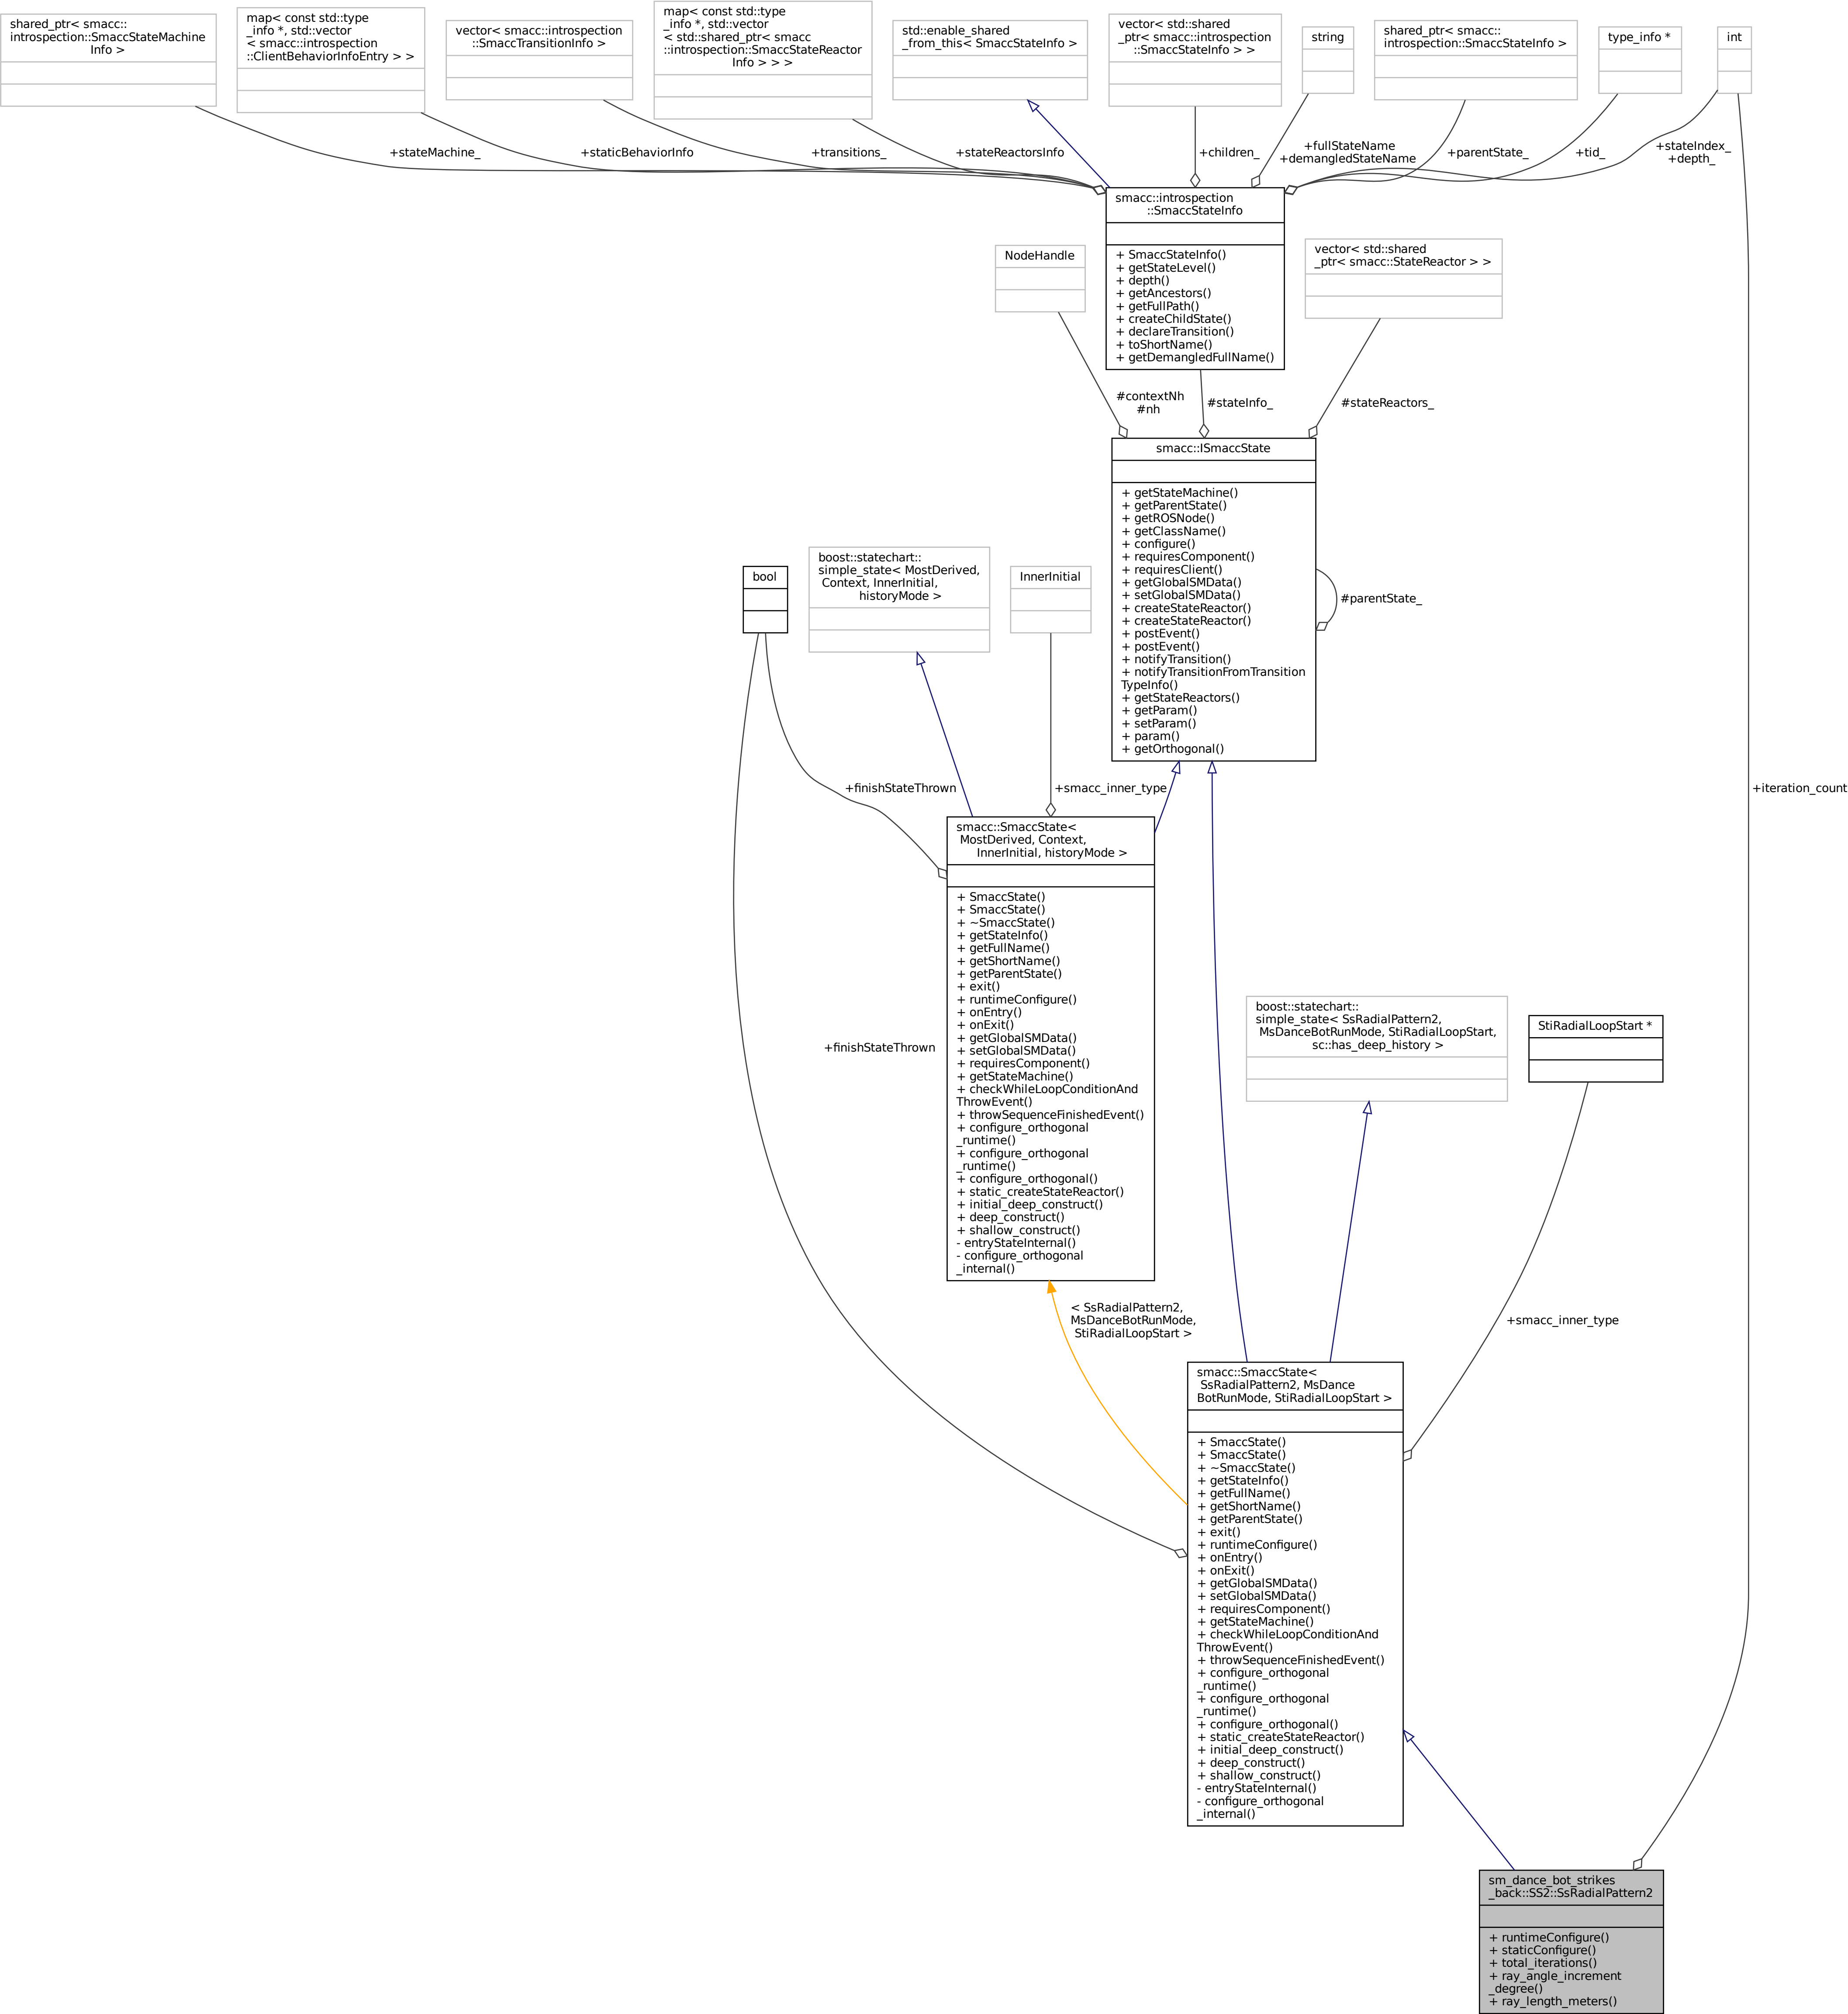 shared_ptr< smacc::
introspection::SmaccStateMachine
Info >
map< const std::type
_info *, std::vector
< smacc::introspection
::ClientBehaviorInfoEntry > >
vector< smacc::introspection
::SmaccTransitionInfo >
map< const std::type
_info *, std::vector
< std::shared_ptr< smacc
::introspection::SmaccStateReactor
Info > > >
std::enable_shared
_from_this< SmaccStateInfo >
vector< std::shared
_ptr< smacc::introspection
::SmaccStateInfo > >
string
shared_ptr< smacc::
introspection::SmaccStateInfo >
type_info *
int
+stateMachine_
+staticBehaviorInfo
+transitions_
+stateReactorsInfo
+children_
+fullStateName
+demangledStateName
+parentState_
+tid_
+stateIndex_
+depth_
smacc::introspection
::SmaccStateInfo
+ SmaccStateInfo()
+ getStateLevel()
+ depth()
+ getAncestors()
+ getFullPath()
+ createChildState()
+ declareTransition()
+ toShortName()
+ getDemangledFullName()
NodeHandle
vector< std::shared
_ptr< smacc::StateReactor > >
#contextNh
#nh
#stateInfo_
#stateReactors_
smacc::ISmaccState
+ getStateMachine()
+ getParentState()
+ getROSNode()
+ getClassName()
+ configure()
+ requiresComponent()
+ requiresClient()
+ getGlobalSMData()
+ setGlobalSMData()
+ createStateReactor()
+ createStateReactor()
+ postEvent()
+ postEvent()
+ notifyTransition()
+ notifyTransitionFromTransition
TypeInfo()
+ getStateReactors()
+ getParam()
+ setParam()
+ param()
+ getOrthogonal()
#parentState_
bool
boost::statechart::
simple_state< MostDerived,
Context, InnerInitial,
historyMode >
InnerInitial
+finishStateThrown
+smacc_inner_type
+iteration_count
smacc::SmaccState<
MostDerived, Context,
InnerInitial, historyMode >
+ SmaccState()
+ SmaccState()
+ ~SmaccState()
+ getStateInfo()
+ getFullName()
+ getShortName()
+ getParentState()
+ exit()
+ runtimeConfigure()
+ onEntry()
+ onExit()
+ getGlobalSMData()
+ setGlobalSMData()
+ requiresComponent()
+ getStateMachine()
+ checkWhileLoopConditionAnd
ThrowEvent()
+ throwSequenceFinishedEvent()
+ configure_orthogonal
_runtime()
+ configure_orthogonal
_runtime()
+ configure_orthogonal()
+ static_createStateReactor()
+ initial_deep_construct()
+ deep_construct()
+ shallow_construct()
- entryStateInternal()
- configure_orthogonal
_internal()
+finishStateThrown
boost::statechart::
simple_state< SsRadialPattern2,
MsDanceBotRunMode, StiRadialLoopStart,
sc::has_deep_history >
StiRadialLoopStart *
< SsRadialPattern2,
MsDanceBotRunMode,
StiRadialLoopStart >
+smacc_inner_type
smacc::SmaccState<
SsRadialPattern2, MsDance
BotRunMode, StiRadialLoopStart >
+ SmaccState()
+ SmaccState()
+ ~SmaccState()
+ getStateInfo()
+ getFullName()
+ getShortName()
+ getParentState()
+ exit()
+ runtimeConfigure()
+ onEntry()
+ onExit()
+ getGlobalSMData()
+ setGlobalSMData()
+ requiresComponent()
+ getStateMachine()
+ checkWhileLoopConditionAnd
ThrowEvent()
+ throwSequenceFinishedEvent()
+ configure_orthogonal
_runtime()
+ configure_orthogonal
_runtime()
+ configure_orthogonal()
+ static_createStateReactor()
+ initial_deep_construct()
+ deep_construct()
+ shallow_construct()
- entryStateInternal()
- configure_orthogonal
_internal()
sm_dance_bot_strikes
_back::SS2::SsRadialPattern2
+ runtimeConfigure()
+ staticConfigure()
+ total_iterations()
+ ray_angle_increment
_degree()
+ ray_length_meters()